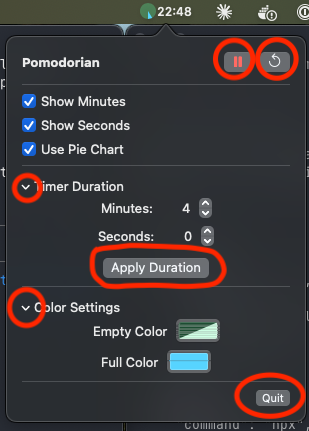 22:48
Pomodorian
Show Minutes
Show Seconds
Use Pie Chart
Timer Duration
Minutes: 4
Seconds: 0
Apply Duration
Color Settings
Empty Color
Full Color
Quit
command : "npx"